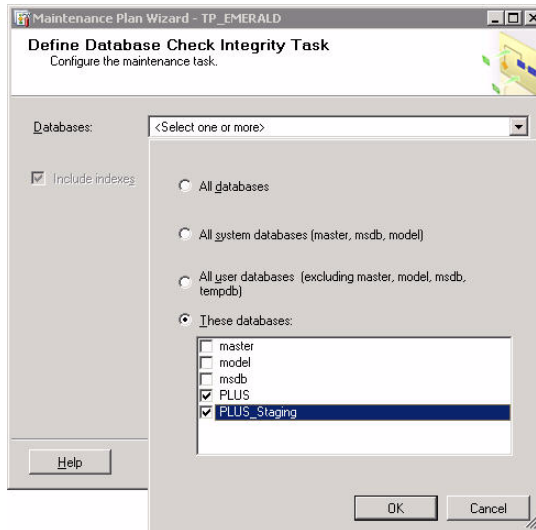 Maintenance Plan Wizard - TP_EMERALD
Define Database Check Integrity Task
Configure the maintenance task.
Databases:
<Select one or more>
Include indexes
All databases
All system databases (master, msdb, model)
All user databases (excluding master, model, msdb,
tempdb)
These databases:
master
model
msdb
PLUS
PLUS_Staging
Help
OK
Cancel